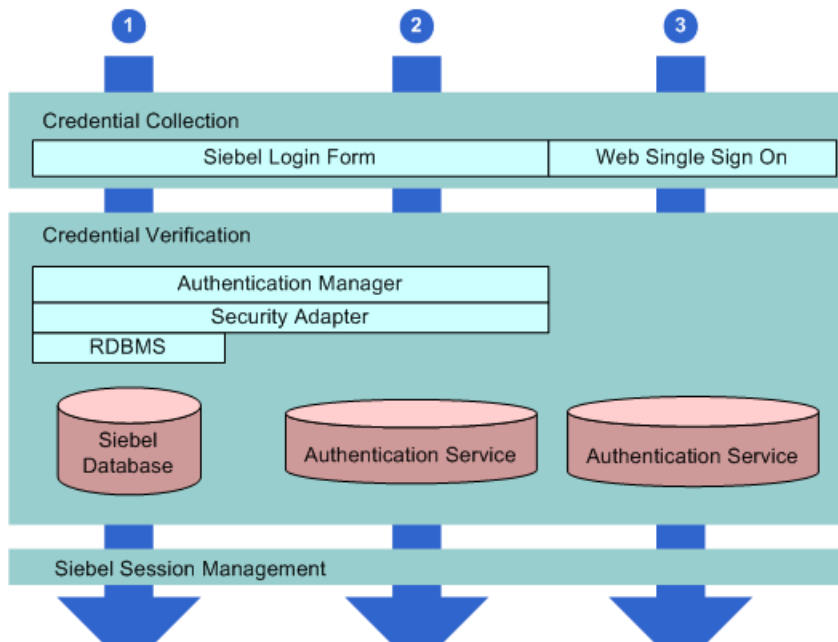 1
2
3
Credential Collection
Siebel Login Form
Web Single Sign On
Credential Verification
Authentication Manager
Security Adapter
RDBMS
Siebel
Database
Authentication Service
Authentication Service
Siebel Session Management